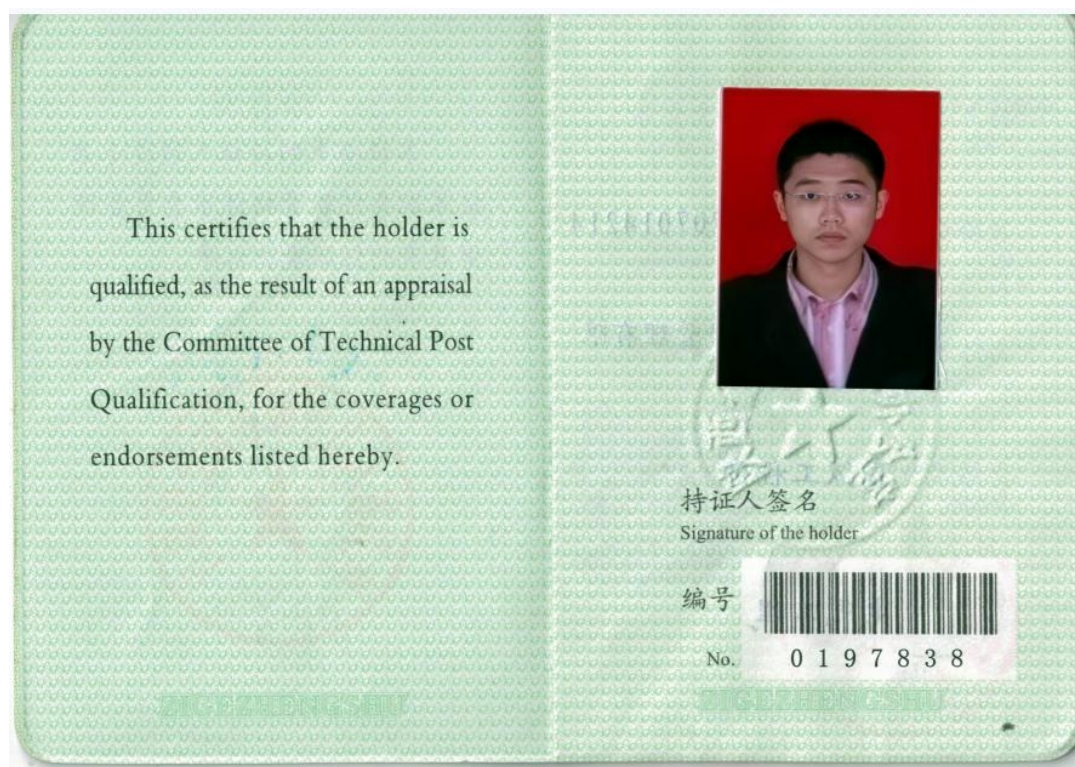 This certifies that the holder is
qualified, as the result of an appraisal
by the Committee of Technical Post
Qualification, for the coverages or
endorsements listed hereby.
ZIGEZHENGSHU
持证人签名
Signature of the holder
编号
No. 0197838
ZIGEZHENGSHU